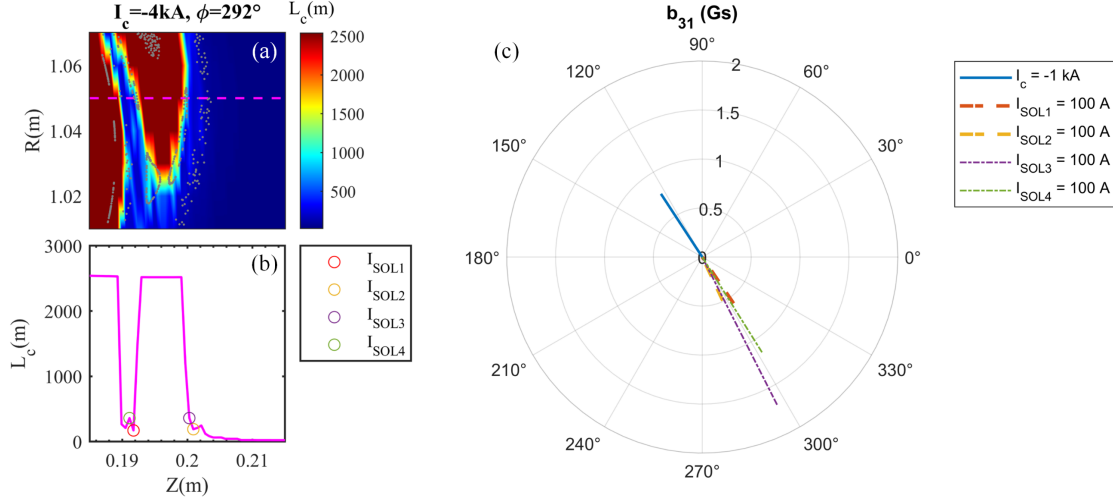 I_c=-4kA, ϕ=292°
L_c(m)
(a)
R(m)
1.06
1.04
1.02
2500
2000
1500
1000
500
(b)
L_c(m)
3000
2600
1000
0
0.19
0.2
0.21
Z(m)
I_SOL1
I_SOL2
I_SOL3
I_SOL4
(c)
b_31 (Gs)
90°
120°
60°
150°
30°
180°
0°
210°
330°
240°
300°
270°
2
1.5
1
0.5
0
I_c = -1 kA
I_SOL1 = 100 A
I_SOL2 = 100 A
I_SOL3 = 100 A
I_SOL4 = 100 A